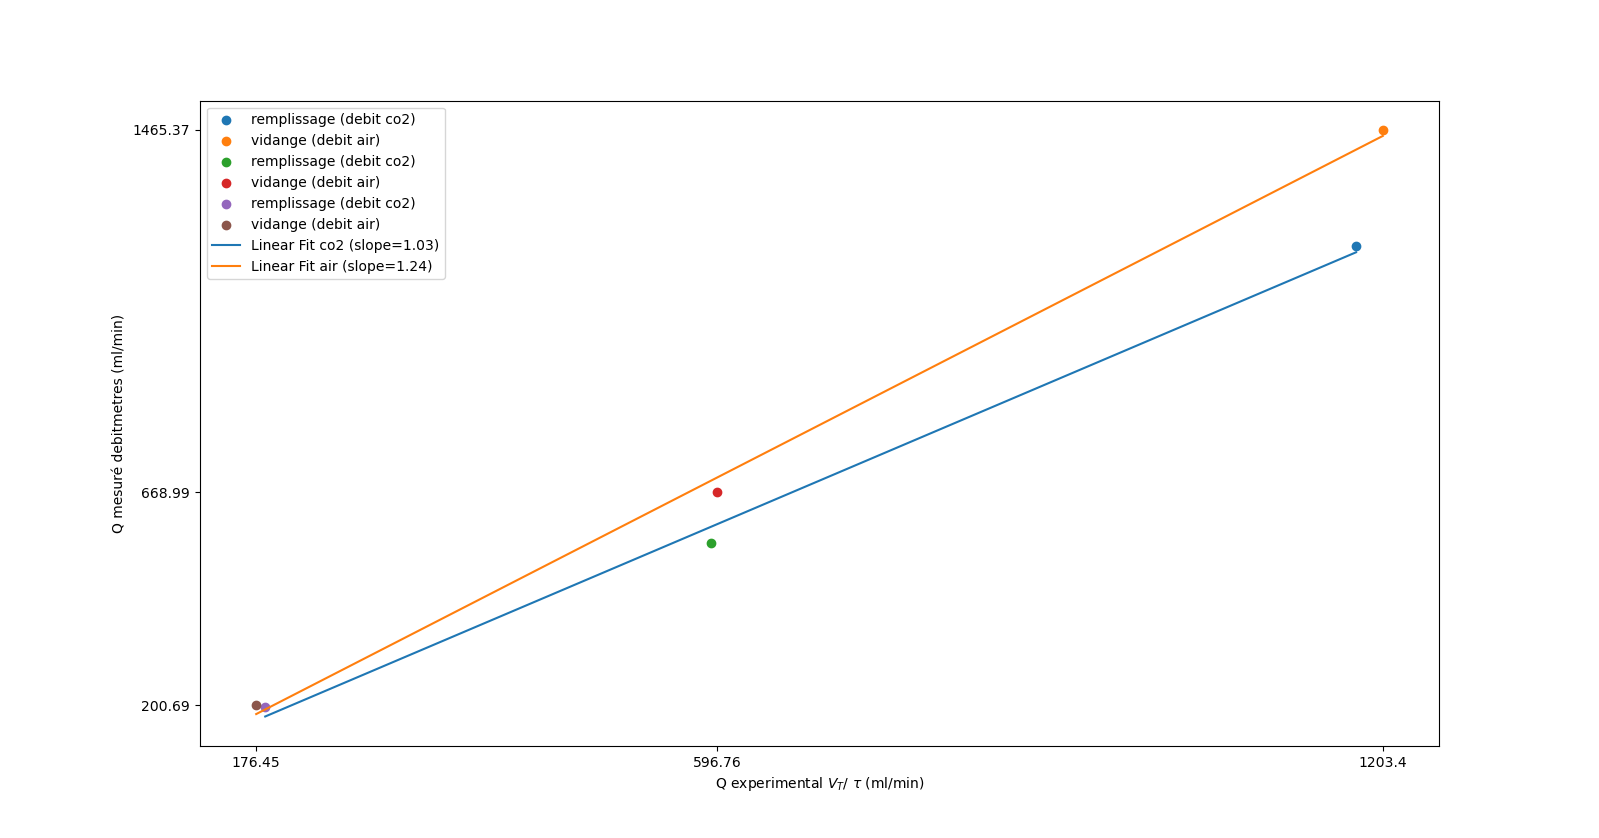 1465.37
668.99
200.69
Q mesuré debitmetres (ml/min)
remplissage (debit co2)
vidange (debit air)
remplissage (debit co2)
vidange (debit air)
remplissage (debit co2)
vidange (debit air)
Linear Fit co2 (slope=1.03)
Linear Fit air (slope=1.24)
176.45 596.76 1203.4
Q experimental V_T/ τ (ml/min)